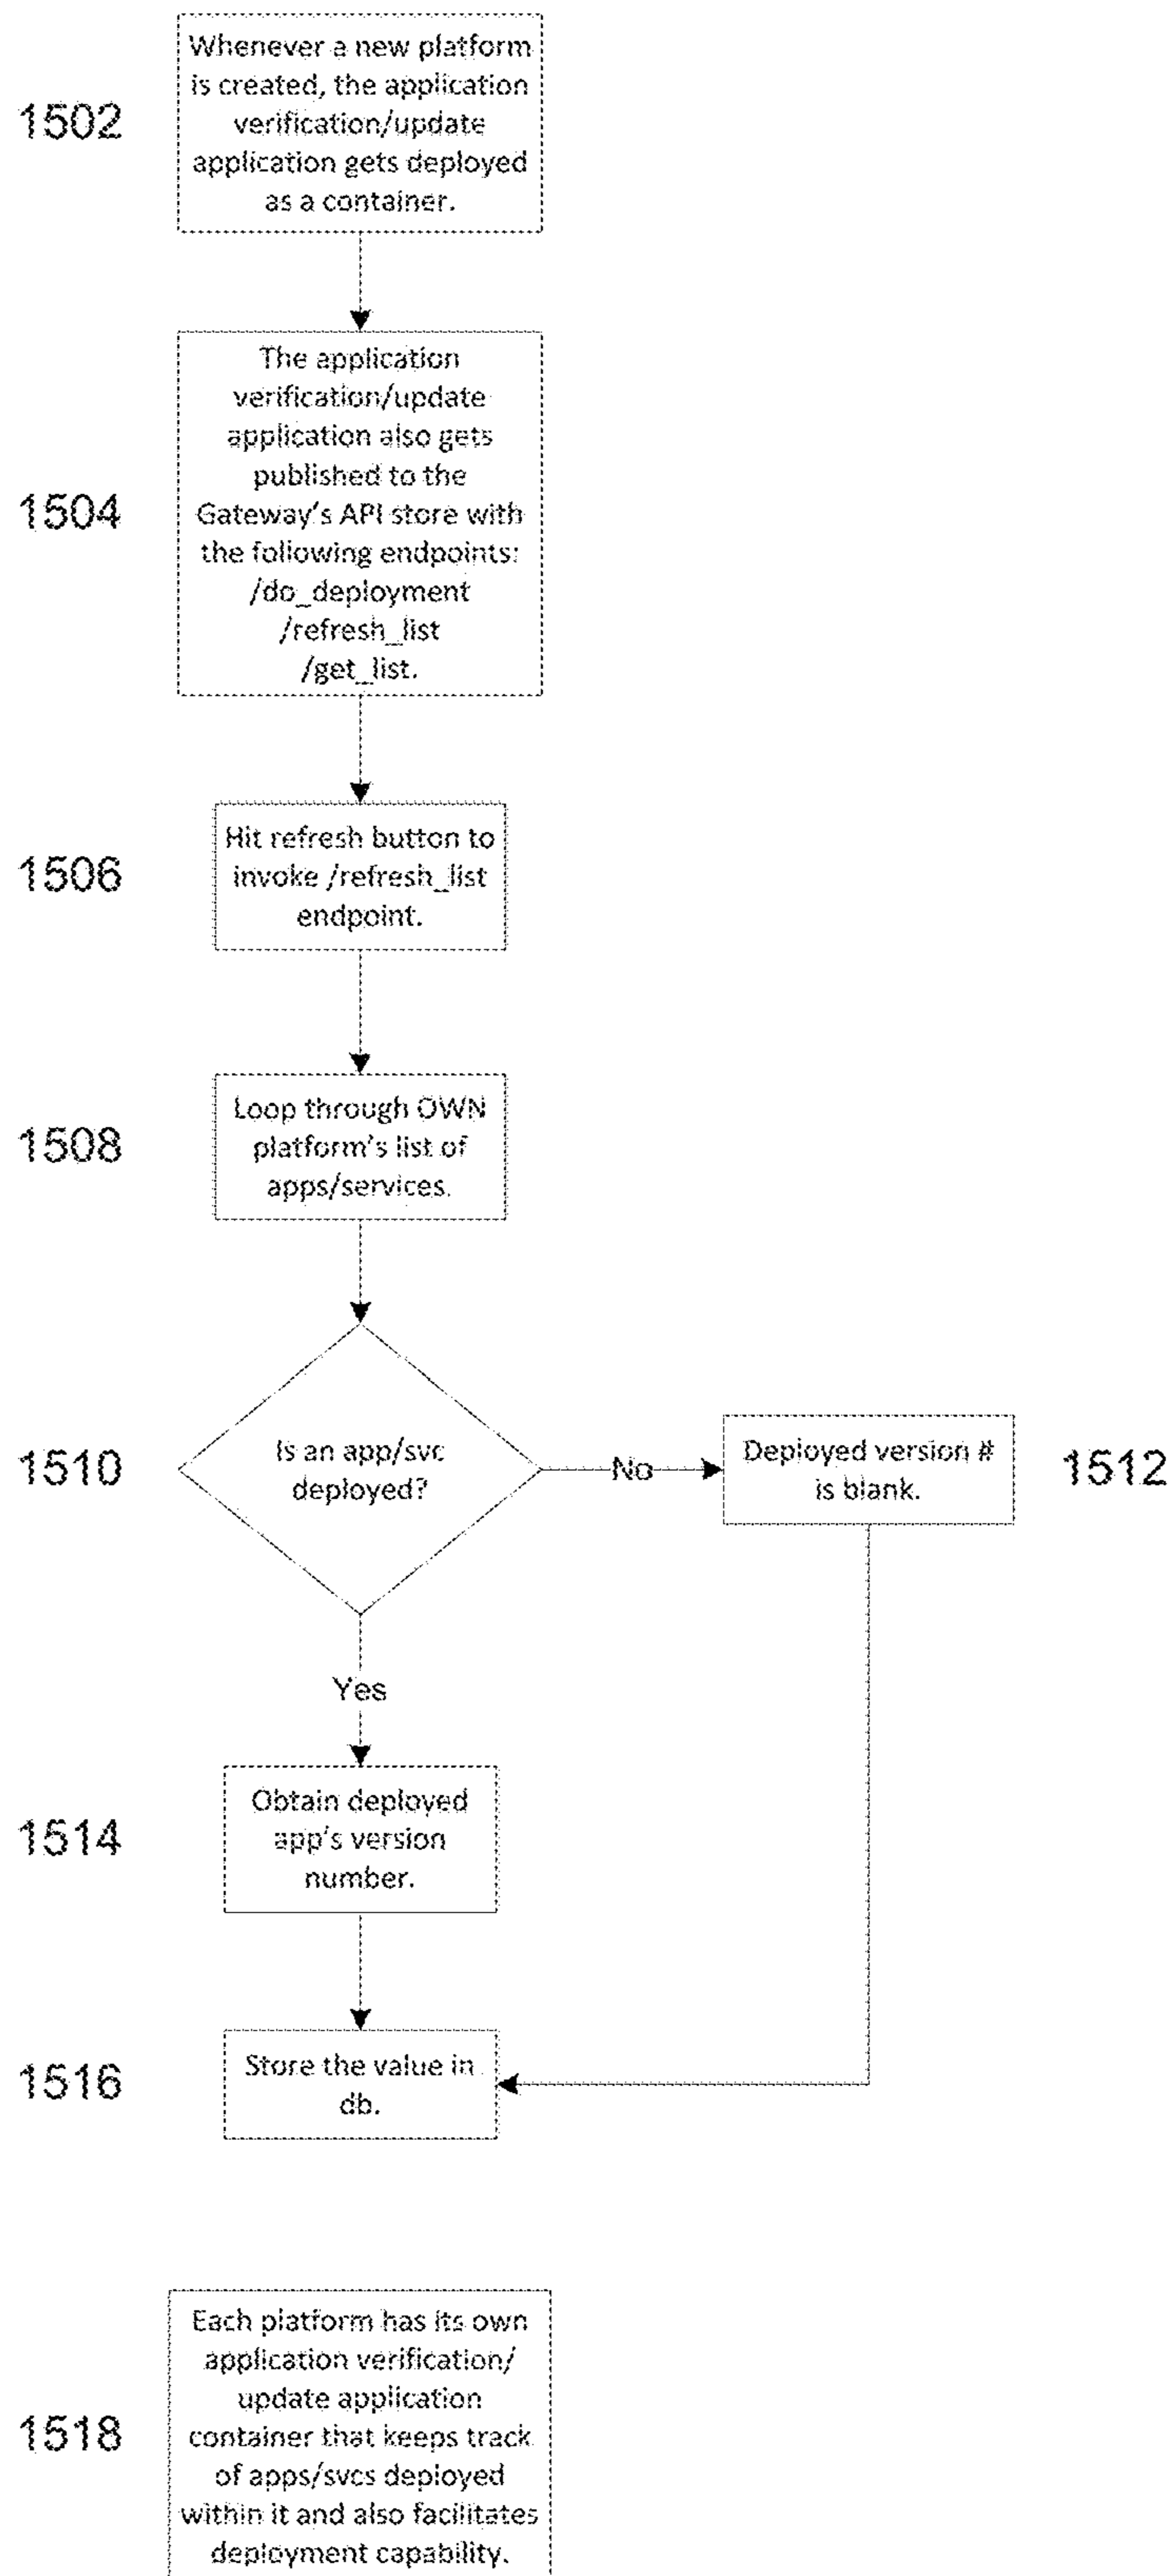 1502
Whenever a new platform
is created, the application
verification/update
application gets deployed
as a container.
1504
The application
verification/update
application also gets
published to the
Gateway's API store with
the following endpoints:
/do_deployment
/refresh_list
/get_list.
1506
Hit refresh button to
invoke /refresh_list
endpoint.
1508
Loop through OWN
platform's list of
apps/services.
1510
Is an app/svc
deployed?
No
Deployed version #
is blank.
1512
Yes
1514
Obtain deployed
app's version
number.
1516
Store the value in
db.
1518
Each platform has its own
application verification/
update application
container that keeps track
of apps/svcs deployed
within it and also facilitates
deployment capability.